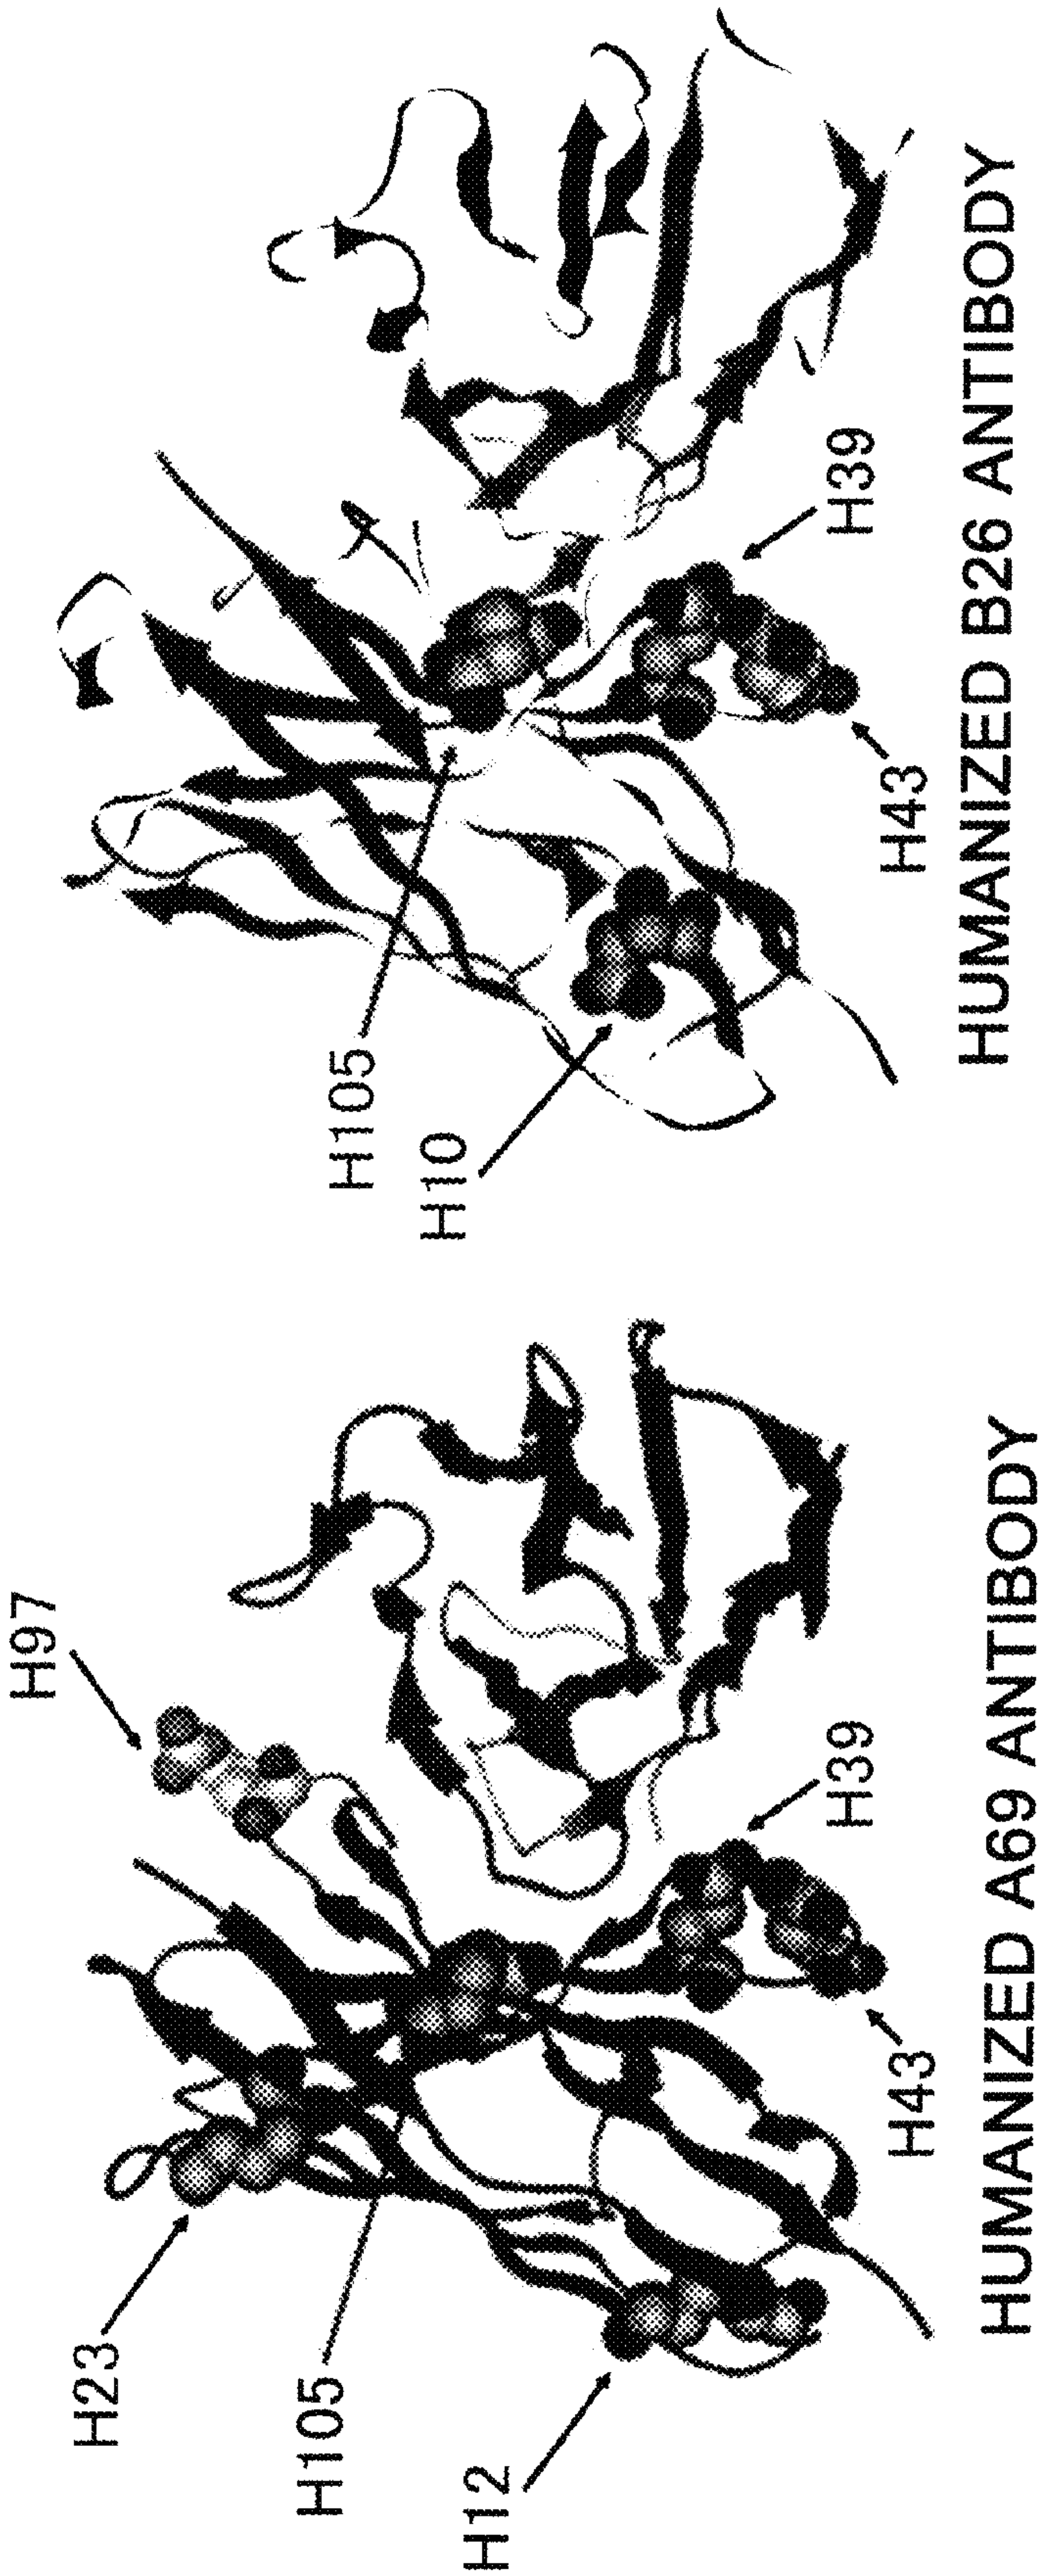 H23
H105
H12
H97
H39
H43
HUMANIZED A69 ANTIBODY
H105
H10
H39
H43
HUMANIZED B26 ANTIBODY